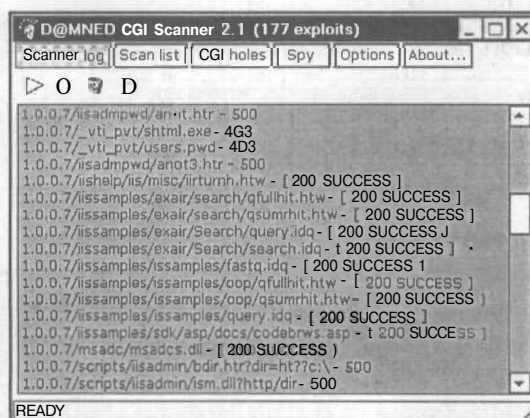 D@MNED CGI Scanner 2.1 (177 exploits)
Scanner log Scan list CGI holes Spy Options About...
O D
1.0.0.7/iisadmpwd/an•t.htr - 500
1.0.0.7/_vti_pvt/shtml.exe - 4G3
1.0.0.7/_vti_pvt/users.pwd - 4D3
1.0.0.7/iisadmpwd/anot3.htr - 500
1.0.0.7/iishelp/iis/misc/iirturnh.htw - [ 200 SUCCESS ]
1.0.0.7/iissamples/exair/search/qfullhit.htw - [ 200 SUCCESS ]
1.0.0.7/iissamples/exair/search/qsumrhit.htw - [ 200 SUCCESS ]
1.0.0.7/iissamples/exair/Search/query.idq - [ 200 SUCCESS J
1.0.0.7/iissamples/exair/Search/search.idq - t 200 SUCCESS ] •
1.0.0.7/iissamples/issamples/fastq.idq - [ 200 SUCCESS 1
1.0.0.7/iissamples/issamples/oop/qfullhit.htw - [ 200 SUCCESS ]
1.0.0.7/iissamples/issamples/oop/qsumrhit.htw- [ 200 SUCCESS )
1.0.0.7/iissamples/issamples/query.idq - [ 200 SUCCESS ]
1.0.0.7/iissamples/sdk/asp/docs/codebrws.asp - t 200 SUCCESS ]
1.0.0.7/msadc/msadcs.dll - [ 200 SUCCESS )
1.0.0.7/scripts/iisadmin/bdir.htr?dir=ht??c:\ - 500
1.0.0.7/scripts/iisadmin/ism.dll?http/dir - 500
READY